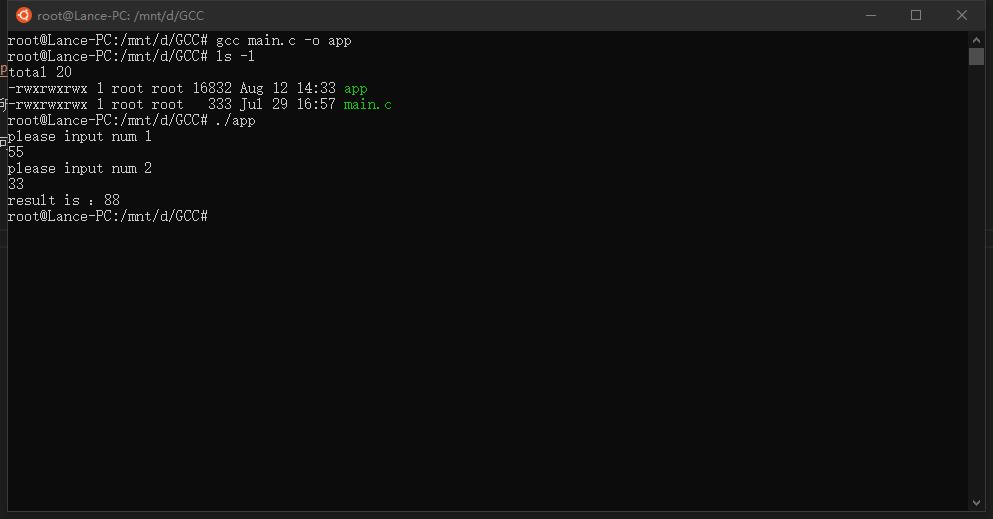 root@Lance-PC: /mnt/d/GCC
root@Lance-PC:/mnt/d/GCC# gcc main.c -o app
root@Lance-PC:/mnt/d/GCC# ls -l
total 20
-rwxrwxrwx 1 root root 16832 Aug 12 14:33 app
-rwxrwxrwx 1 root root   333 Jul 29 16:57 main.c
root@Lance-PC:/mnt/d/GCC# ./app
please input num 1
55
please input num 2
33
result is : 88
root@Lance-PC:/mnt/d/GCC#